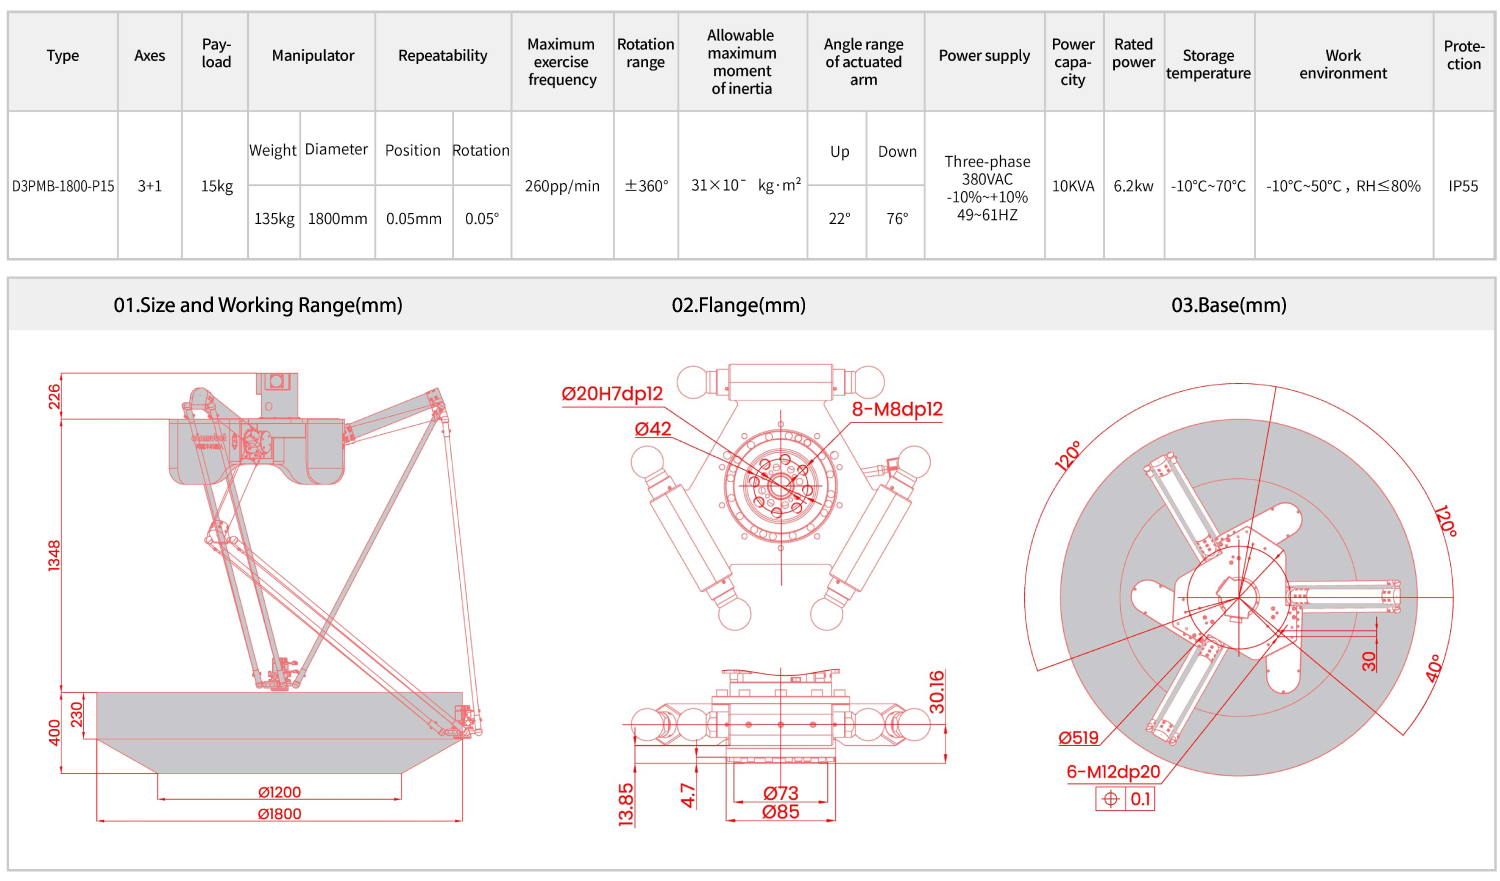 Type
Axes
Pay-
load
Manipulator
Repeatability
Maximum
exercise
frequency
Rotation
range
Allowable
maximum
moment
of inertia
Angle range
of actuated
arm
Power supply
Power
capa-
city
Rated
power
Storage
temperature
Work
environment
Prote-
ction
D3PMB-1800-P15
3+1
15kg
Weight
Diameter
135kg
1800mm
Position
Rotation
0.05mm
0.05°
260pp/min
±360°
31×10⁻ kg·m²
Up
Down
22°
76°
Three-phase
380VAC
-10%~+10%
49~61HZ
10KVA
6.2kw
-10°C~70°C
-10°C~50°C , RH≤80%
IP55
01.Size and Working Range(mm)
02.Flange(mm)
03.Base(mm)
226
1348
230
400
Ø1200
Ø1800
Ø20H7dp12
Ø42
8-M8dp12
30.16
13.85
4.7
Ø73
Ø85
120°
120°
30
40°
Ø519
6-M12dp20
⌖ 0.1